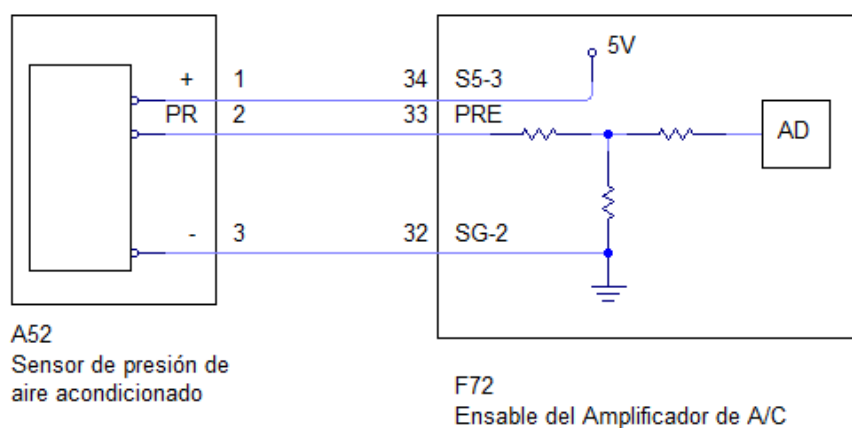 5V
+ 1 34 S5-3
PR 2 33 PRE
AD
- 3 32 SG-2
A52
Sensor de presión de
aire acondicionado
F72
Ensable del Amplificador de A/C